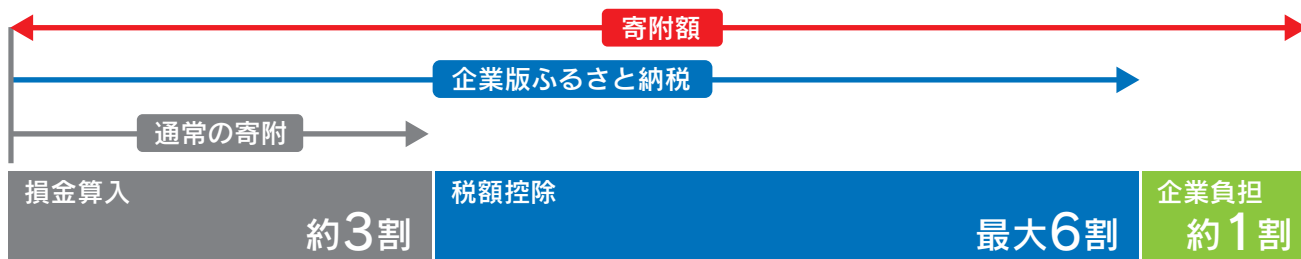 寄附額
企業版ふるさと納税
通常の寄附
損金算入
約3割
税額控除
最大6割
企業負担
約1割